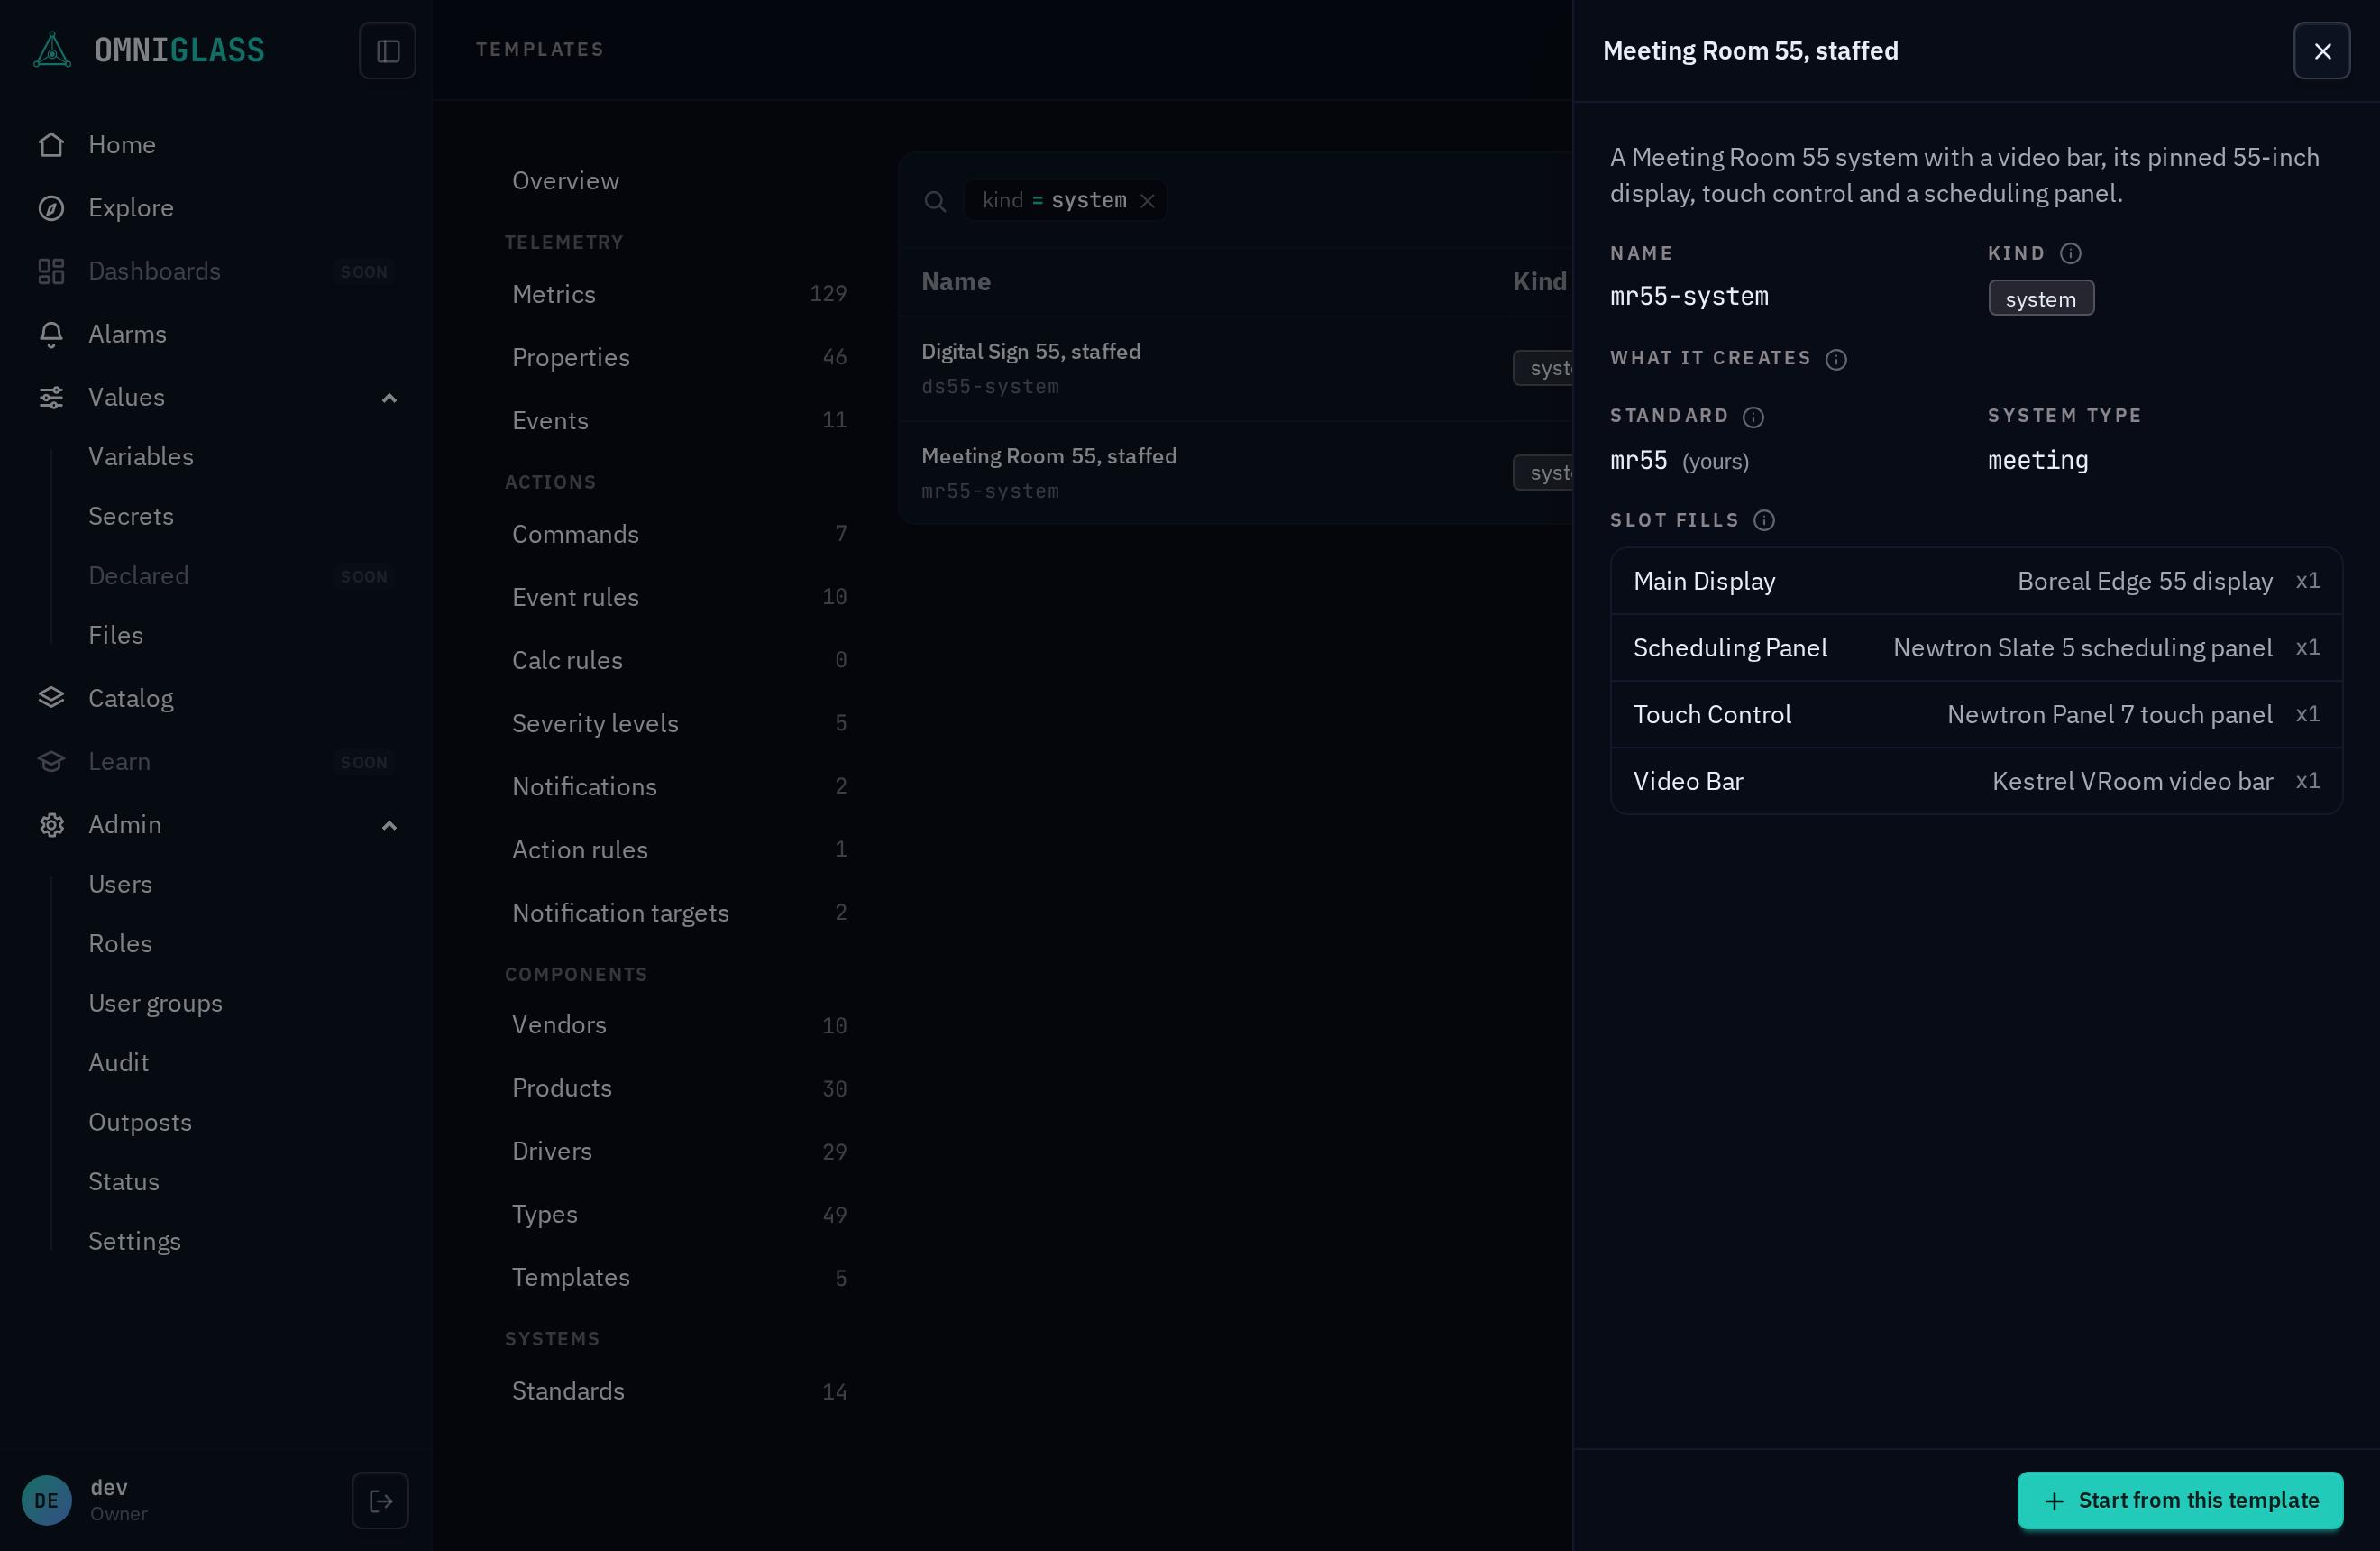 OMNIGLASS
Home
Explore
Dashboards SOON
Alarms
Values
Variables
Secrets
Declared SOON
Files
Catalog
Learn SOON
Admin
Users
Roles
User groups
Audit
Outposts
Status
Settings
DE
dev
Owner
TEMPLATES
Overview
TELEMETRY
Metrics 129
Properties 46
Events 11
ACTIONS
Commands 7
Event rules 10
Calc rules 0
Severity levels 5
Notifications 2
Action rules 1
Notification targets 2
COMPONENTS
Vendors 10
Products 30
Drivers 29
Types 49
Templates 5
SYSTEMS
Standards 14
kind = system
Name Kind
Digital Sign 55, staffed
ds55-system
syste
Meeting Room 55, staffed
mr55-system
syste
Meeting Room 55, staffed
A Meeting Room 55 system with a video bar, its pinned 55-inch
display, touch control and a scheduling panel.
NAME KIND
mr55-system system
WHAT IT CREATES
STANDARD SYSTEM TYPE
mr55 (yours) meeting
SLOT FILLS
Main Display Boreal Edge 55 display x1
Scheduling Panel Newtron Slate 5 scheduling panel x1
Touch Control Newtron Panel 7 touch panel x1
Video Bar Kestrel VRoom video bar x1
+ Start from this template